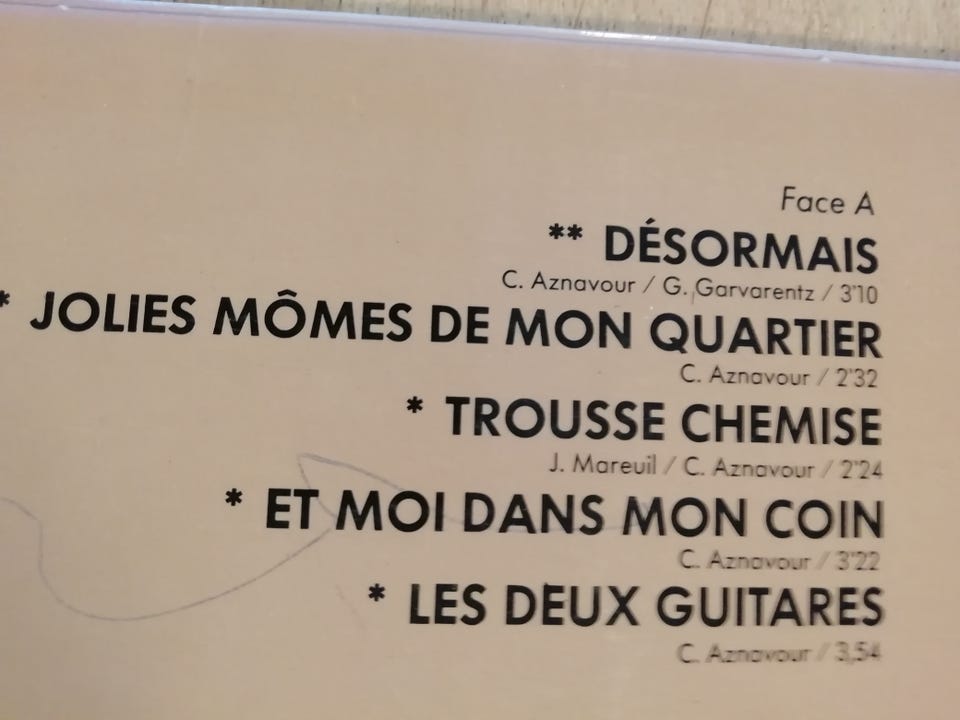 Face A
** DÉSORMAIS
C. Aznavour / G. Garvarentz / 3'10
* JOLIES MÔMES DE MON QUARTIER
C. Aznavour / 2'32
* TROUSSE CHEMISE
J. Mareuil / C. Aznavour / 2'24
* ET MOI DANS MON COIN
C. Aznavour / 3'22
* LES DEUX GUITARES
C. Aznavour / 3,54